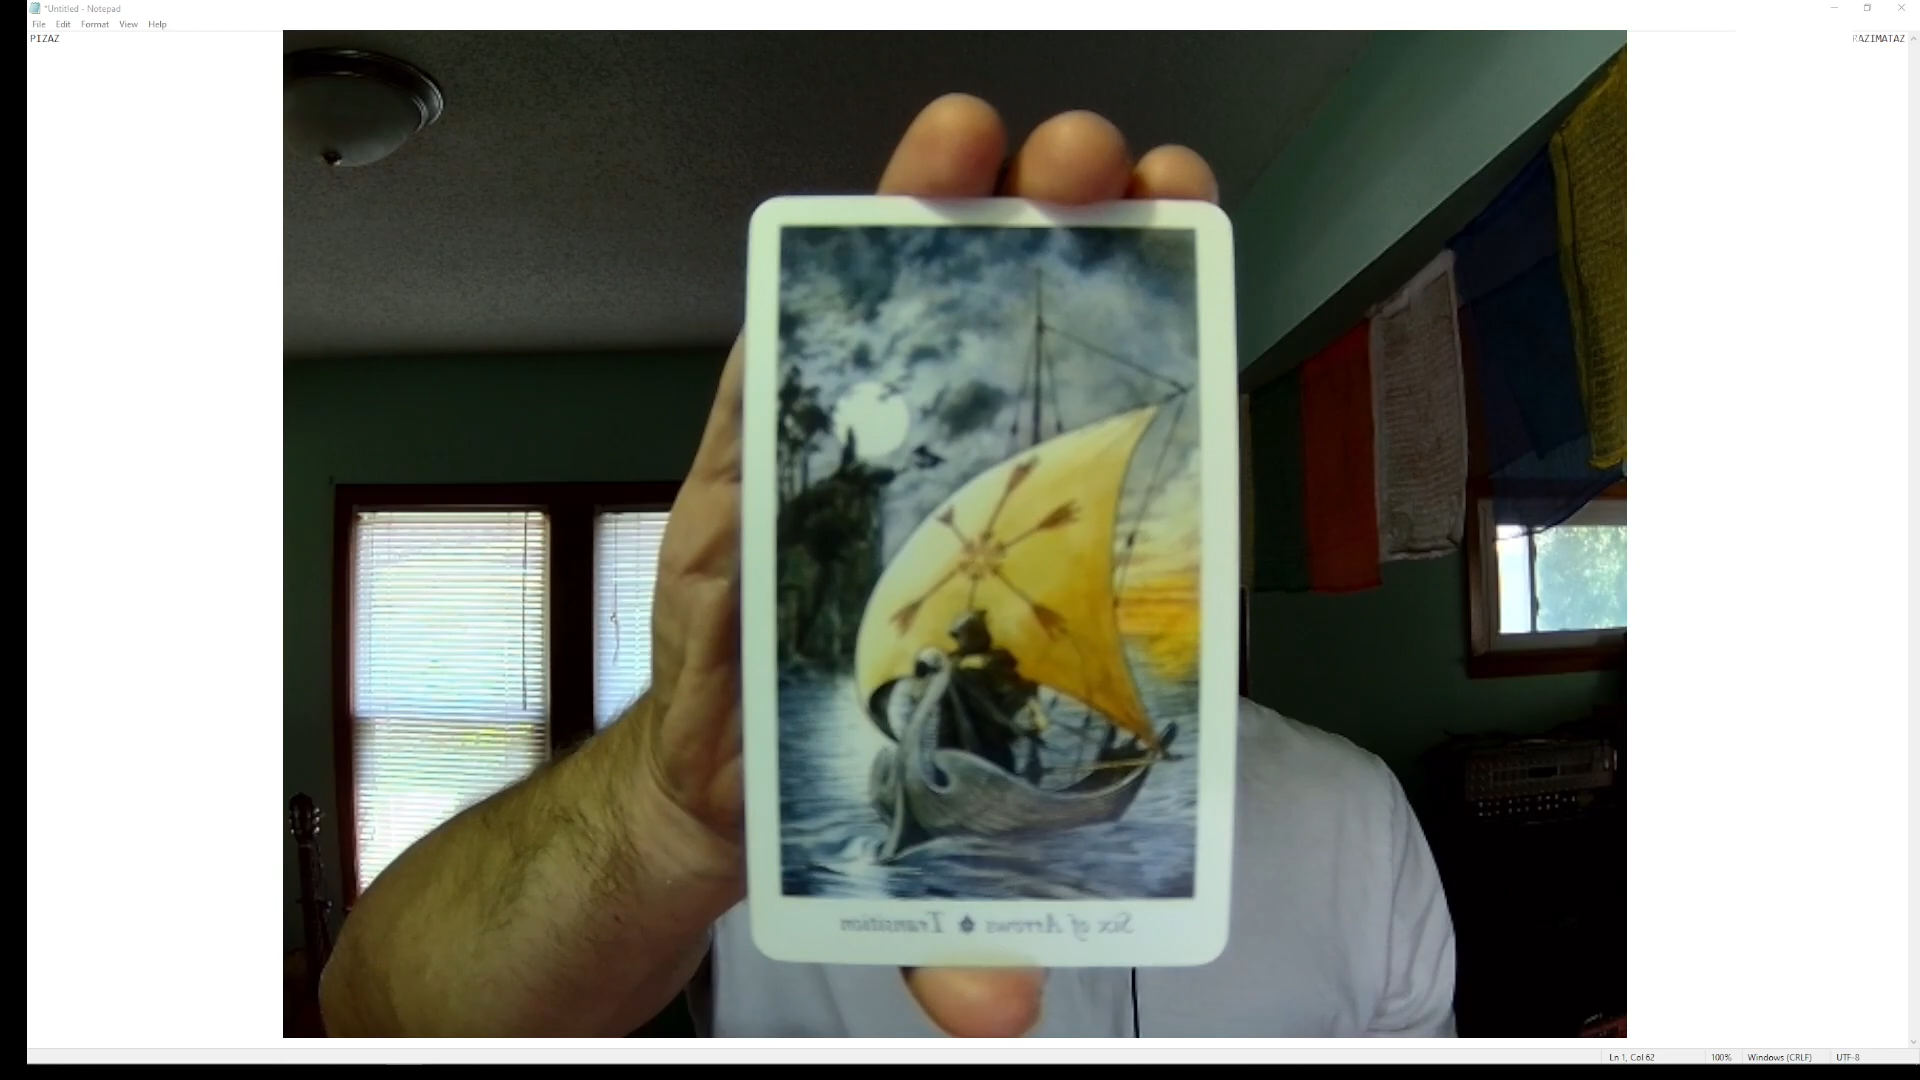 *Untitled - Notepad
File Edit Format View Help
PIZAZ RAZIMATAZ
Six of Arrows Transition
Ln 1, Col 62 100% Windows (CRLF) UTF-8